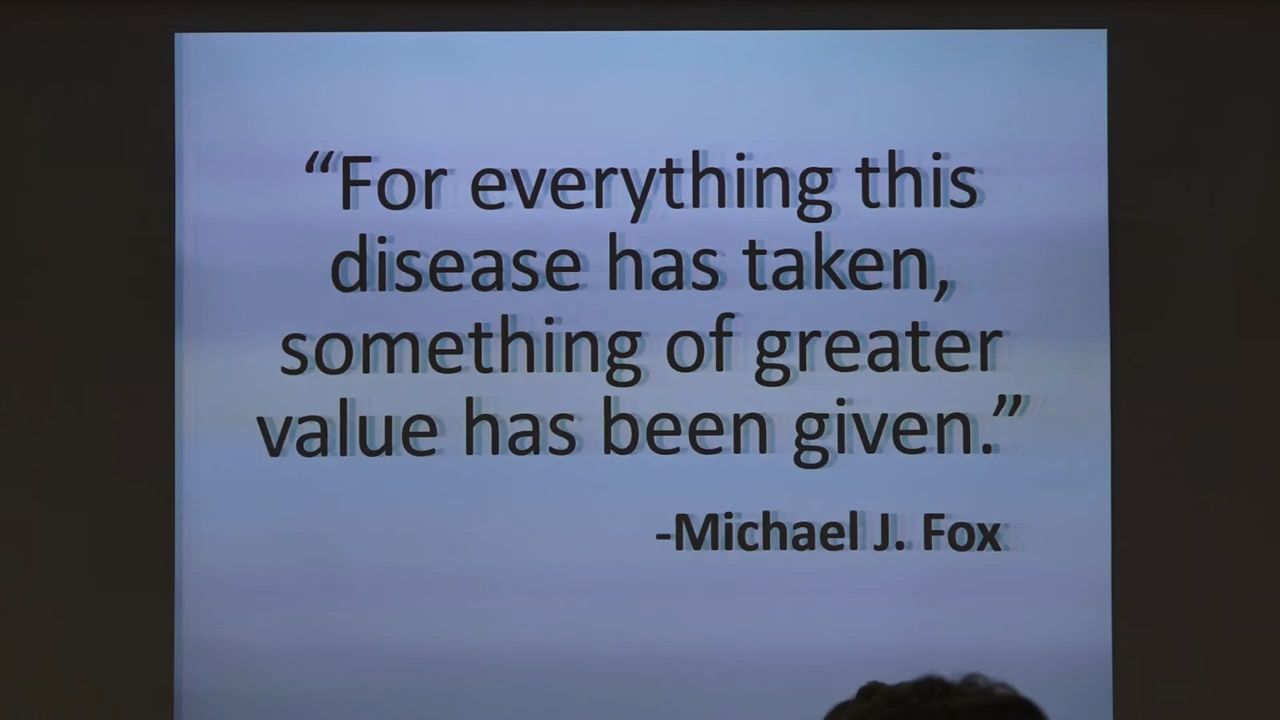 “For everything this
disease has taken,
something of greater
value has been given.”
-Michael J. Fox